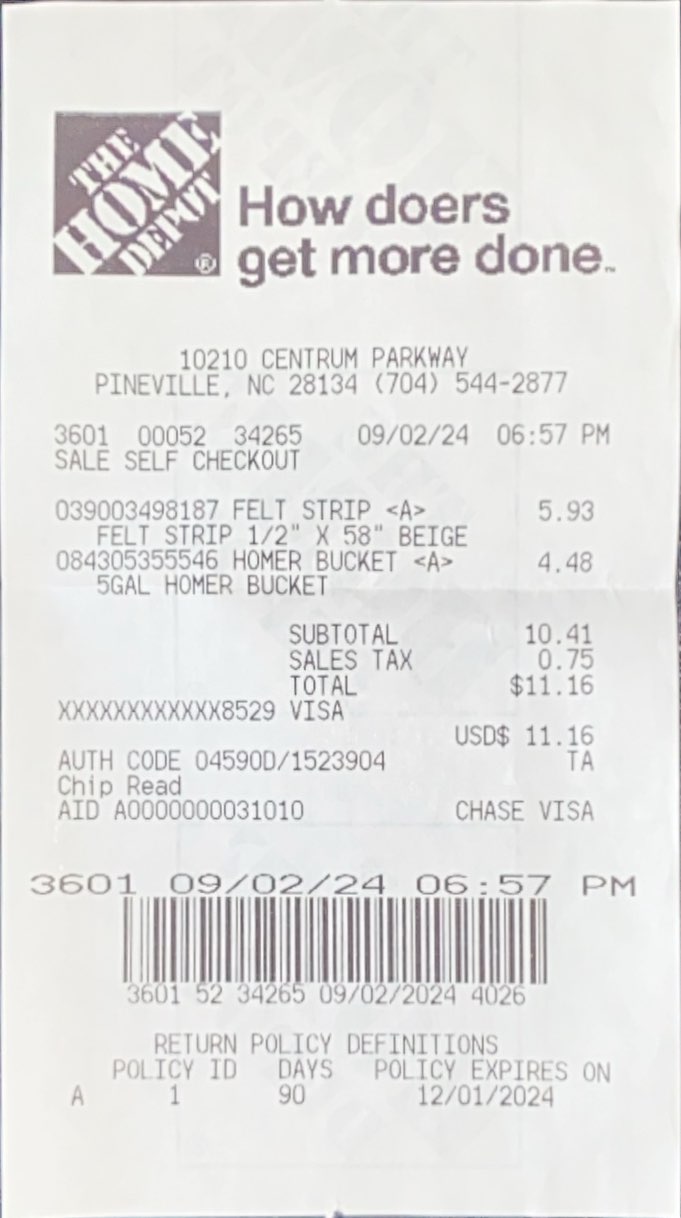 THE
HOME
DEPOT
®
How doers
get more done.™
10210 CENTRUM PARKWAY
PINEVILLE, NC 28134 (704) 544-2877
3601 00052 34265 09/02/24 06:57 PM
SALE SELF CHECKOUT
039003498187 FELT STRIP <A> 5.93
FELT STRIP 1/2" X 58" BEIGE
084305355546 HOMER BUCKET <A> 4.48
5GAL HOMER BUCKET
SUBTOTAL 10.41
SALES TAX 0.75
TOTAL $11.16
XXXXXXXXXXXX8529 VISA
USD$ 11.16
AUTH CODE 04590D/1523904 TA
Chip Read
AID A0000000031010 CHASE VISA
3601 09/02/24 06:57 PM
3601 52 34265 09/02/2024 4026
RETURN POLICY DEFINITIONS
POLICY ID DAYS POLICY EXPIRES ON
A 1 90 12/01/2024